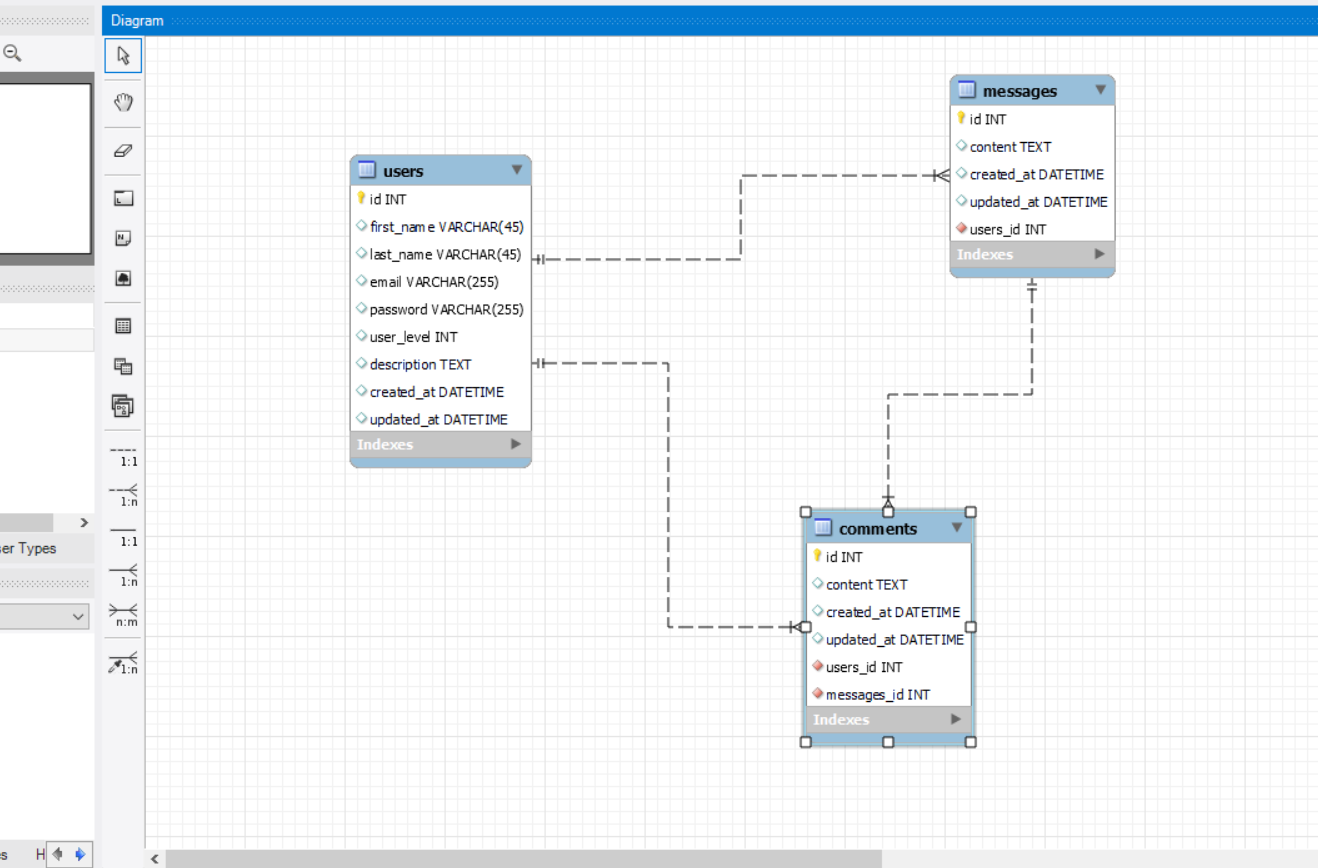 Diagram
1:1
1:n
1:1
1:n
n:m
1:n
ser Types
es
H
users
id INT
first_name VARCHAR(45)
last_name VARCHAR(45)
email VARCHAR(255)
password VARCHAR(255)
user_level INT
description TEXT
created_at DATETIME
updated_at DATETIME
Indexes
messages
id INT
content TEXT
created_at DATETIME
updated_at DATETIME
users_id INT
Indexes
comments
id INT
content TEXT
created_at DATETIME
updated_at DATETIME
users_id INT
messages_id INT
Indexes